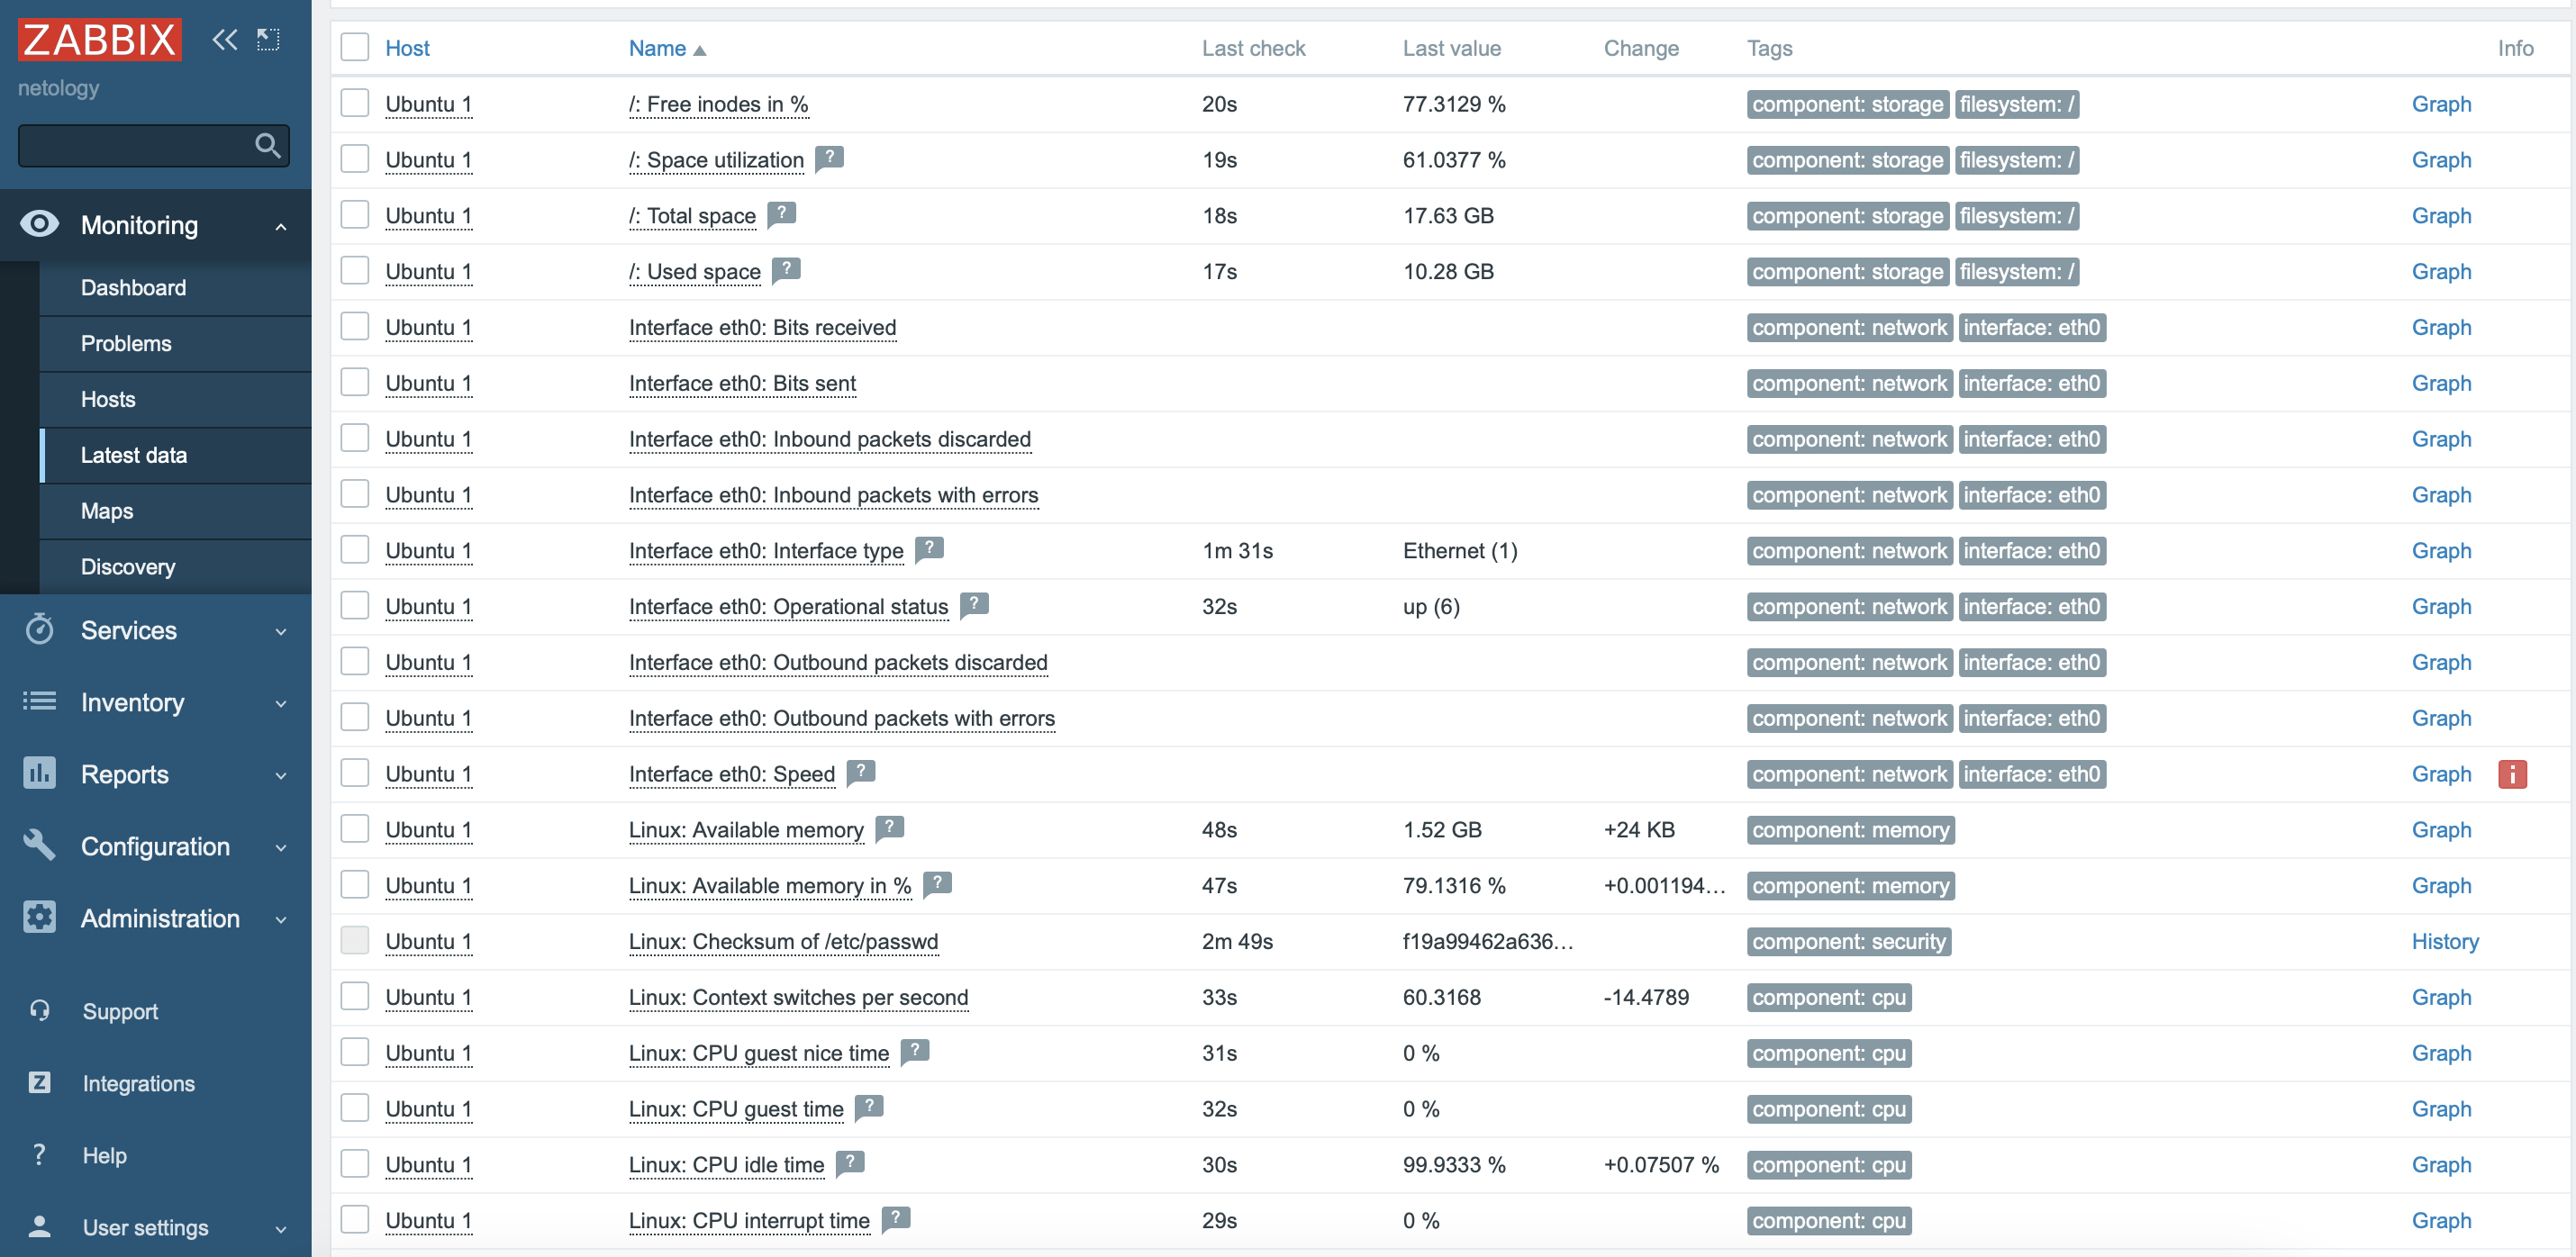 ZABBIX
netology
Monitoring
Dashboard
Problems
Hosts
Latest data
Maps
Discovery
Services
Inventory
Reports
Configuration
Administration
Support
Z Integrations
? Help
User settings
Host Name Last check Last value Change Tags Info
Ubuntu 1 /: Free inodes in % 20s 77.3129 % component: storage filesystem: / Graph
Ubuntu 1 /: Space utilization ? 19s 61.0377 % component: storage filesystem: / Graph
Ubuntu 1 /: Total space ? 18s 17.63 GB component: storage filesystem: / Graph
Ubuntu 1 /: Used space ? 17s 10.28 GB component: storage filesystem: / Graph
Ubuntu 1 Interface eth0: Bits received component: network interface: eth0 Graph
Ubuntu 1 Interface eth0: Bits sent component: network interface: eth0 Graph
Ubuntu 1 Interface eth0: Inbound packets discarded component: network interface: eth0 Graph
Ubuntu 1 Interface eth0: Inbound packets with errors component: network interface: eth0 Graph
Ubuntu 1 Interface eth0: Interface type ? 1m 31s Ethernet (1) component: network interface: eth0 Graph
Ubuntu 1 Interface eth0: Operational status ? 32s up (6) component: network interface: eth0 Graph
Ubuntu 1 Interface eth0: Outbound packets discarded component: network interface: eth0 Graph
Ubuntu 1 Interface eth0: Outbound packets with errors component: network interface: eth0 Graph
Ubuntu 1 Interface eth0: Speed ? component: network interface: eth0 Graph i
Ubuntu 1 Linux: Available memory ? 48s 1.52 GB +24 KB component: memory Graph
Ubuntu 1 Linux: Available memory in % ? 47s 79.1316 % +0.001194... component: memory Graph
Ubuntu 1 Linux: Checksum of /etc/passwd 2m 49s f19a99462a636... component: security History
Ubuntu 1 Linux: Context switches per second 33s 60.3168 -14.4789 component: cpu Graph
Ubuntu 1 Linux: CPU guest nice time ? 31s 0 % component: cpu Graph
Ubuntu 1 Linux: CPU guest time ? 32s 0 % component: cpu Graph
Ubuntu 1 Linux: CPU idle time ? 30s 99.9333 % +0.07507 % component: cpu Graph
Ubuntu 1 Linux: CPU interrupt time ? 29s 0 % component: cpu Graph